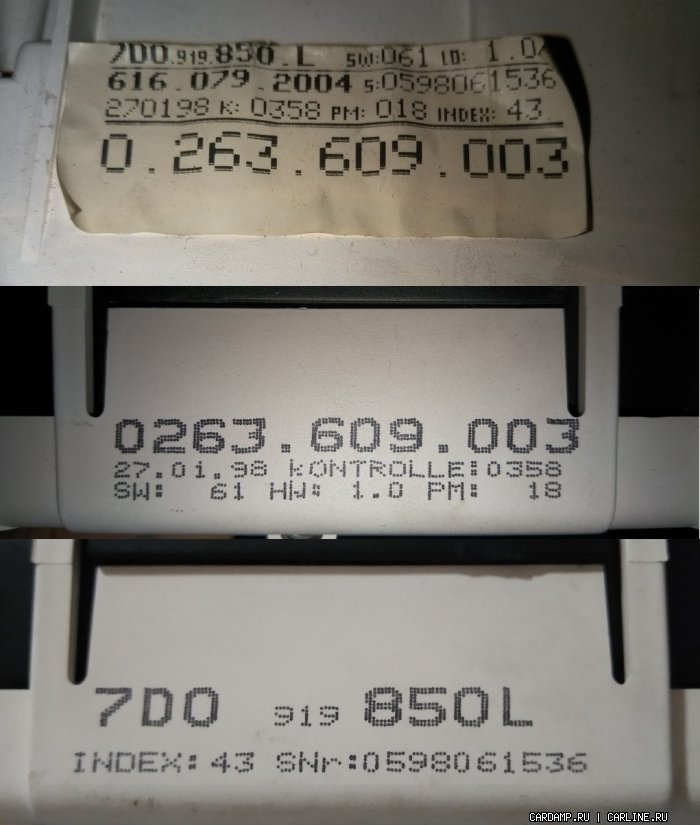 7D0.919.850.L SW:061 LD: 1.0
616.079.2004 S:0598061536
270198 K: 0358 PM: 018 INDEX: 43
0.263.609.003
0263.609.003
27.01.98 KONTROLLE:0358
SW: 61 HW: 1.0 PM: 18
7D0 919 850L
INDEX: 43 SNr:0598061536
CARDAMP.RU | CARLINE.RU